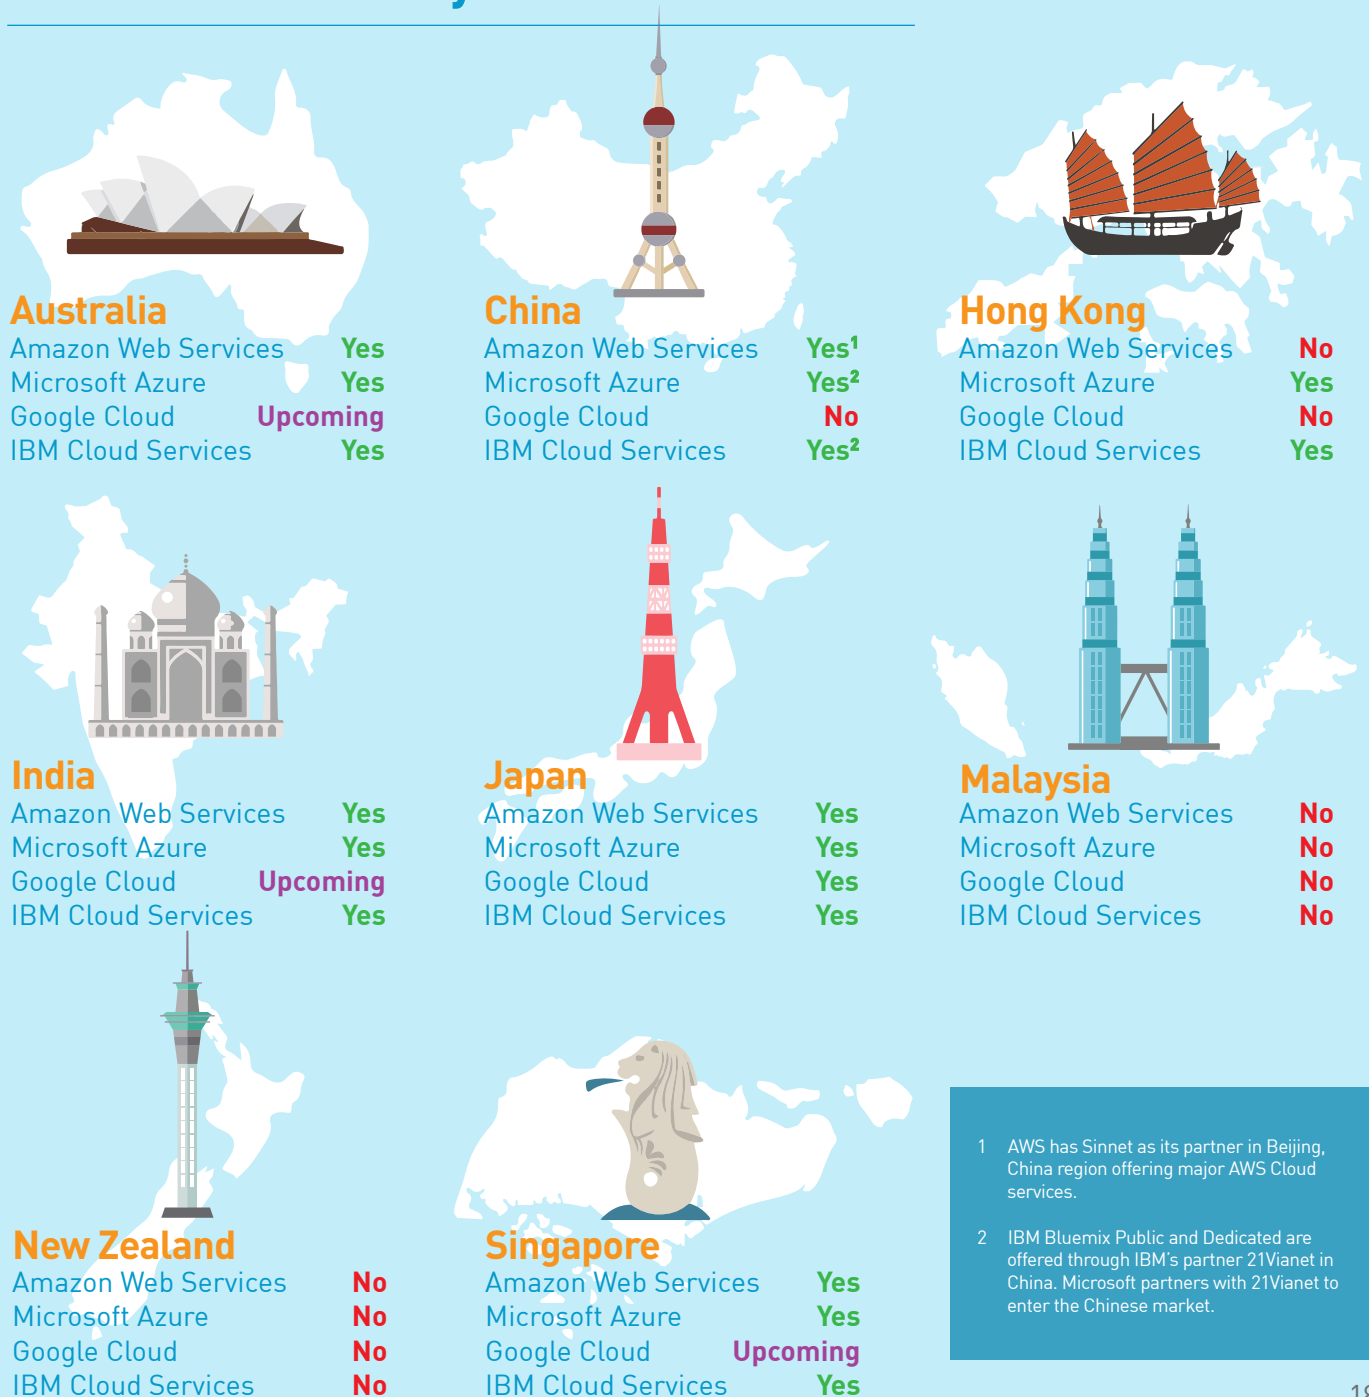 Australia
Amazon Web Services Yes
Microsoft Azure Yes
Google Cloud Upcoming
IBM Cloud Services Yes
China
Amazon Web Services Yes¹
Microsoft Azure Yes²
Google Cloud No
IBM Cloud Services Yes²
Hong Kong
Amazon Web Services No
Microsoft Azure Yes
Google Cloud No
IBM Cloud Services Yes
India
Amazon Web Services Yes
Microsoft Azure Yes
Google Cloud Upcoming
IBM Cloud Services Yes
Japan
Amazon Web Services Yes
Microsoft Azure Yes
Google Cloud Yes
IBM Cloud Services Yes
Malaysia
Amazon Web Services No
Microsoft Azure No
Google Cloud No
IBM Cloud Services No
New Zealand
Amazon Web Services No
Microsoft Azure No
Google Cloud No
IBM Cloud Services No
Singapore
Amazon Web Services Yes
Microsoft Azure Yes
Google Cloud Upcoming
IBM Cloud Services Yes
1 AWS has Sinnet as its partner in Beijing,
China region offering major AWS Cloud
services.
2 IBM Bluemix Public and Dedicated are
offered through IBM's partner 21Vianet in
China. Microsoft partners with 21Vianet to
enter the Chinese market.